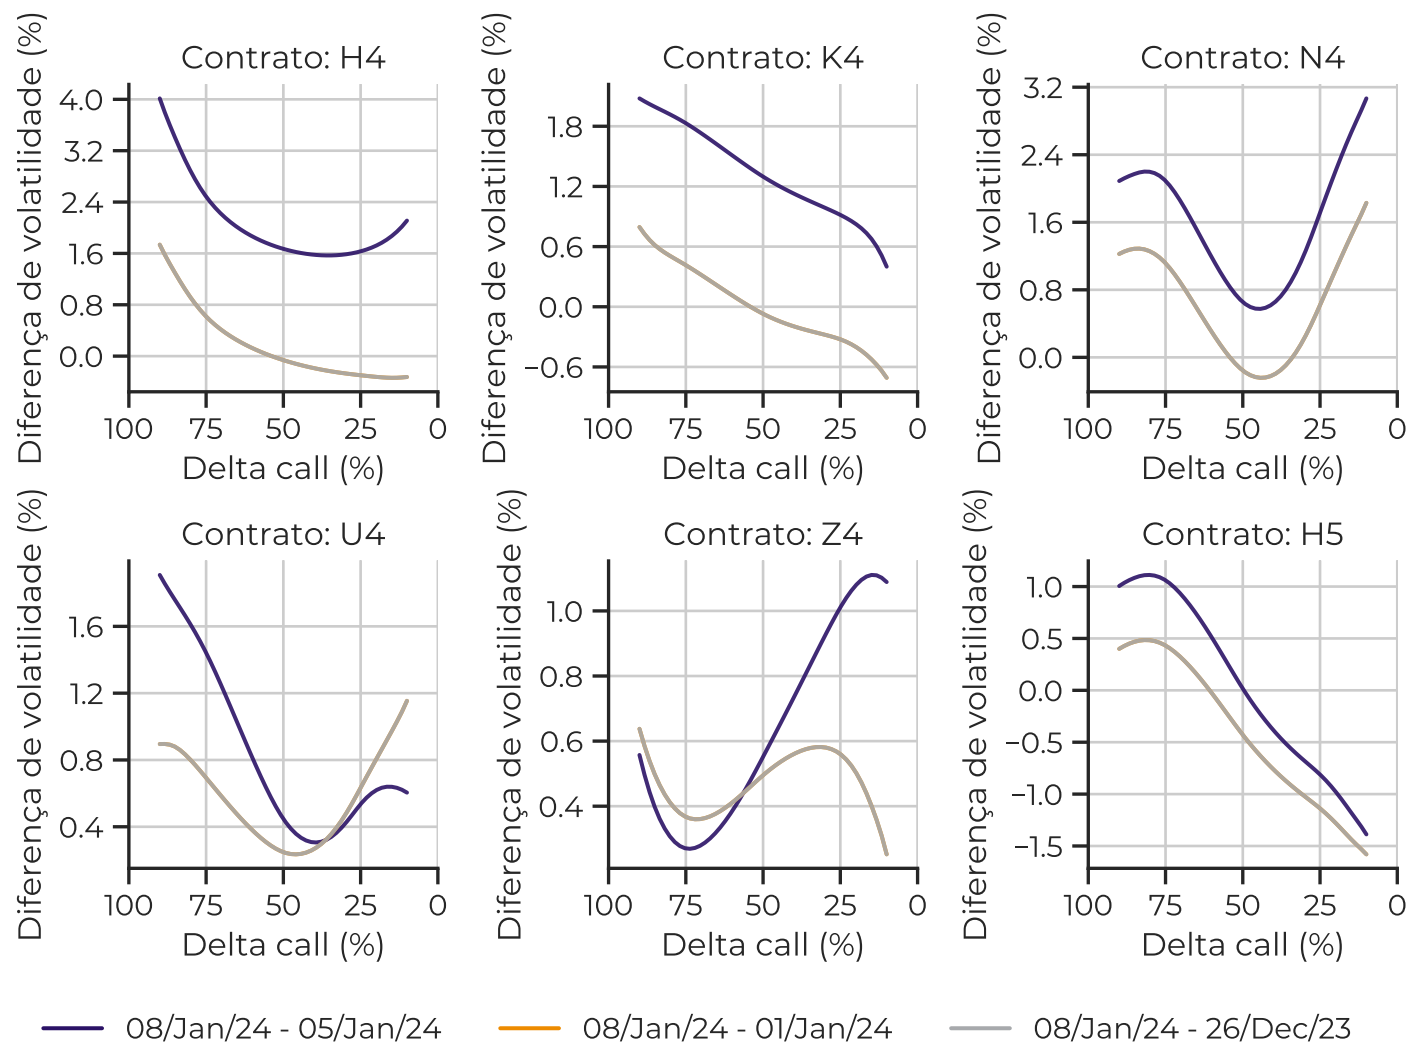 Contrato: H4
Diferença de volatilidade (%)
4.0
3.2
2.4
1.6
0.8
0.0
100 75 50 25 0
Delta call (%)
Contrato: K4
Diferença de volatilidade (%)
1.8
1.2
0.6
0.0
−0.6
100 75 50 25 0
Delta call (%)
Contrato: N4
Diferença de volatilidade (%)
3.2
2.4
1.6
0.8
0.0
100 75 50 25 0
Delta call (%)
Contrato: U4
Diferença de volatilidade (%)
1.6
1.2
0.8
0.4
100 75 50 25 0
Delta call (%)
Contrato: Z4
Diferença de volatilidade (%)
1.0
0.8
0.6
0.4
100 75 50 25 0
Delta call (%)
Contrato: H5
Diferença de volatilidade (%)
1.0
0.5
0.0
−0.5
−1.0
−1.5
100 75 50 25 0
Delta call (%)
08/Jan/24 - 05/Jan/24 08/Jan/24 - 01/Jan/24 08/Jan/24 - 26/Dec/23